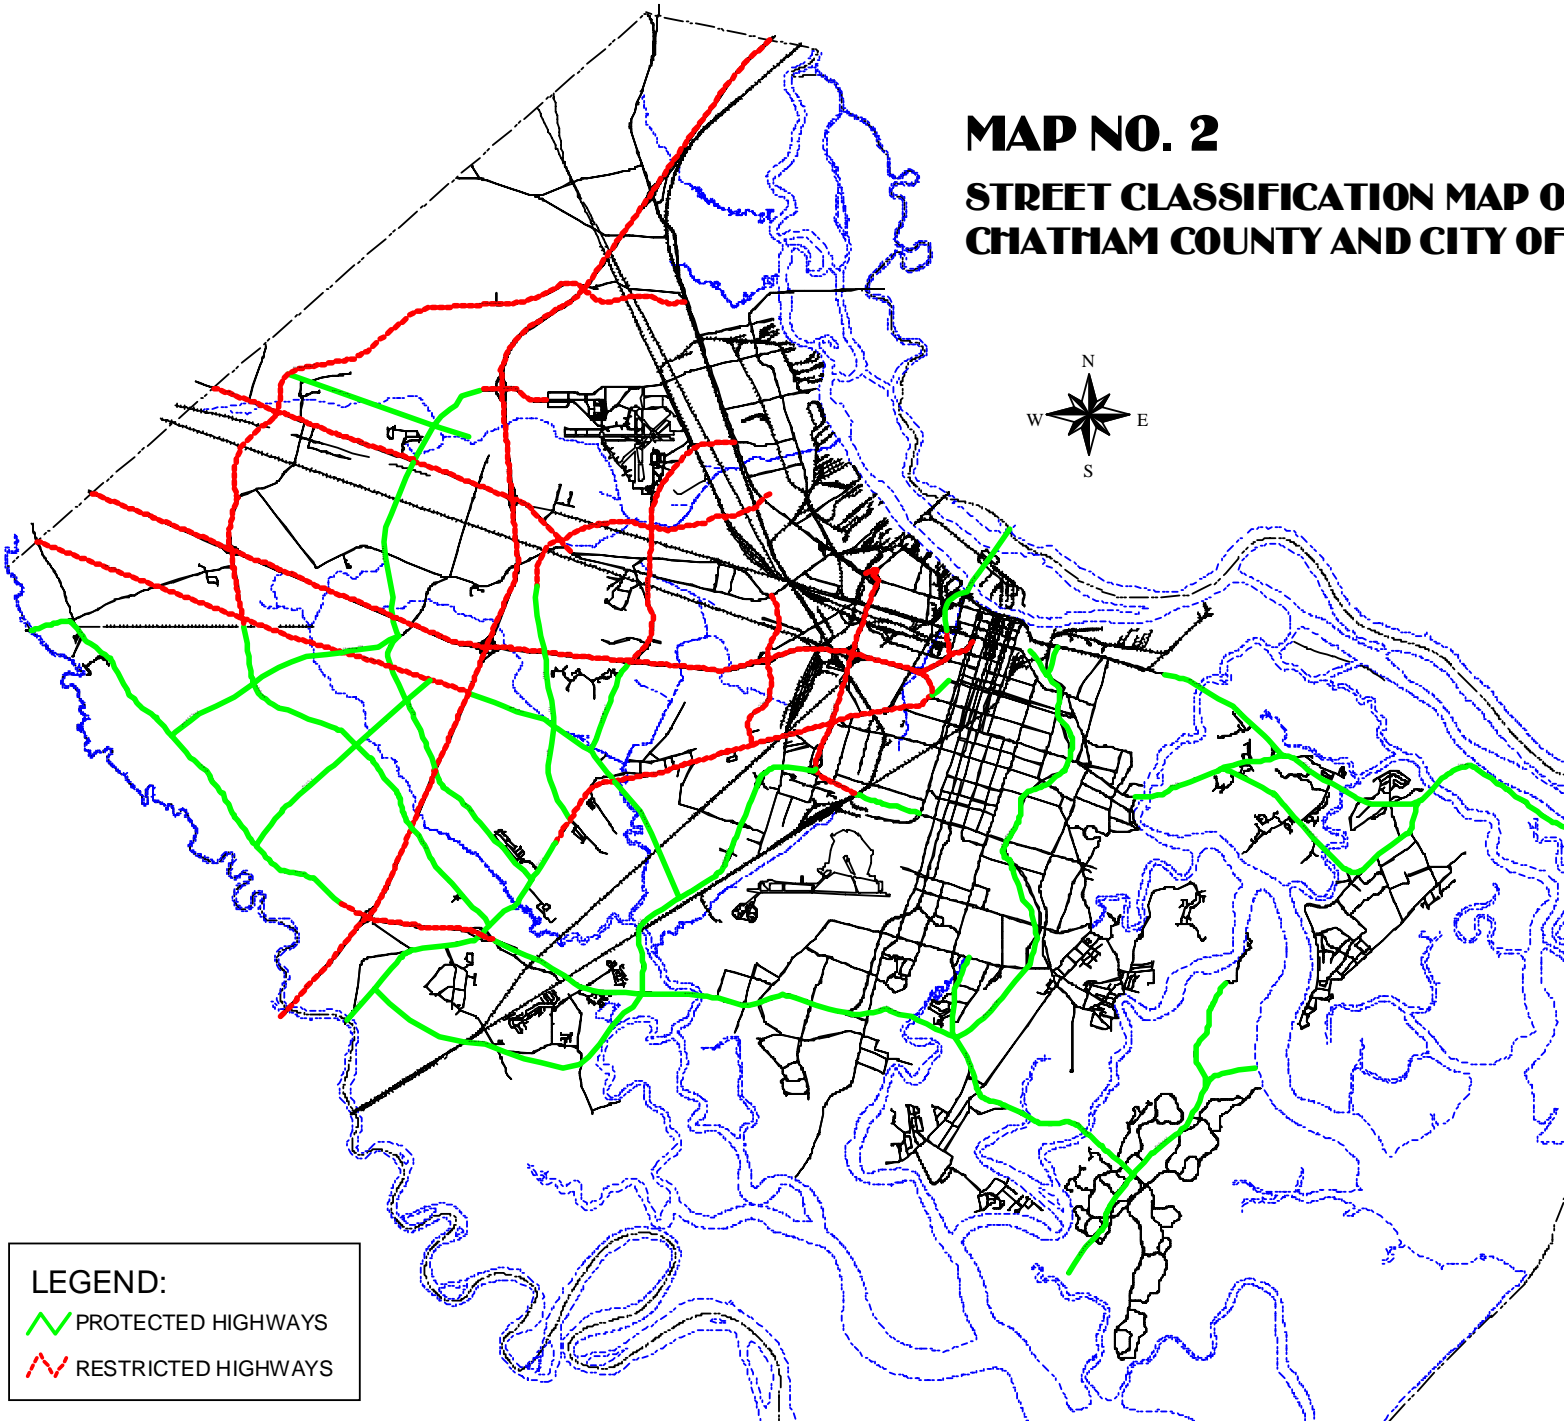 MAP NO. 2
STREET CLASSIFICATION MAP O
CHATHAM COUNTY AND CITY OF
N
W E
S
LEGEND:
PROTECTED HIGHWAYS
RESTRICTED HIGHWAYS